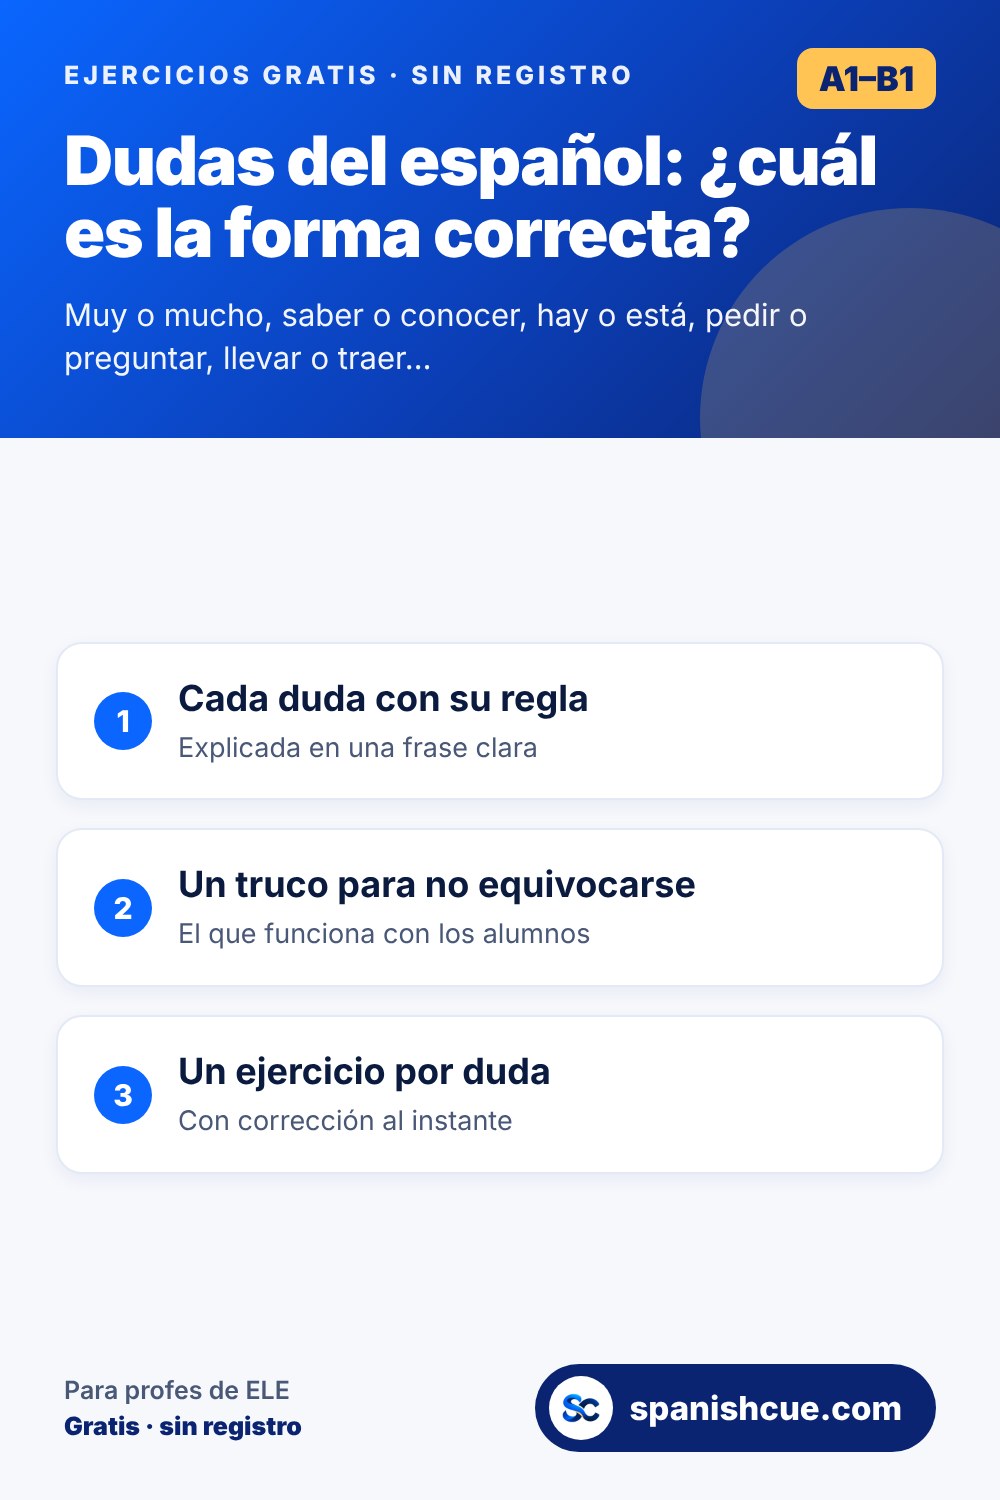 EJERCICIOS GRATIS · SIN REGISTRO
A1–B1
Dudas del español: ¿cuál
es la forma correcta?
Muy o mucho, saber o conocer, hay o está, pedir o
preguntar, llevar o traer…
1
Cada duda con su regla
Explicada en una frase clara
2
Un truco para no equivocarse
El que funciona con los alumnos
3
Un ejercicio por duda
Con corrección al instante
Para profes de ELE
Gratis · sin registro
SC
spanishcue.com